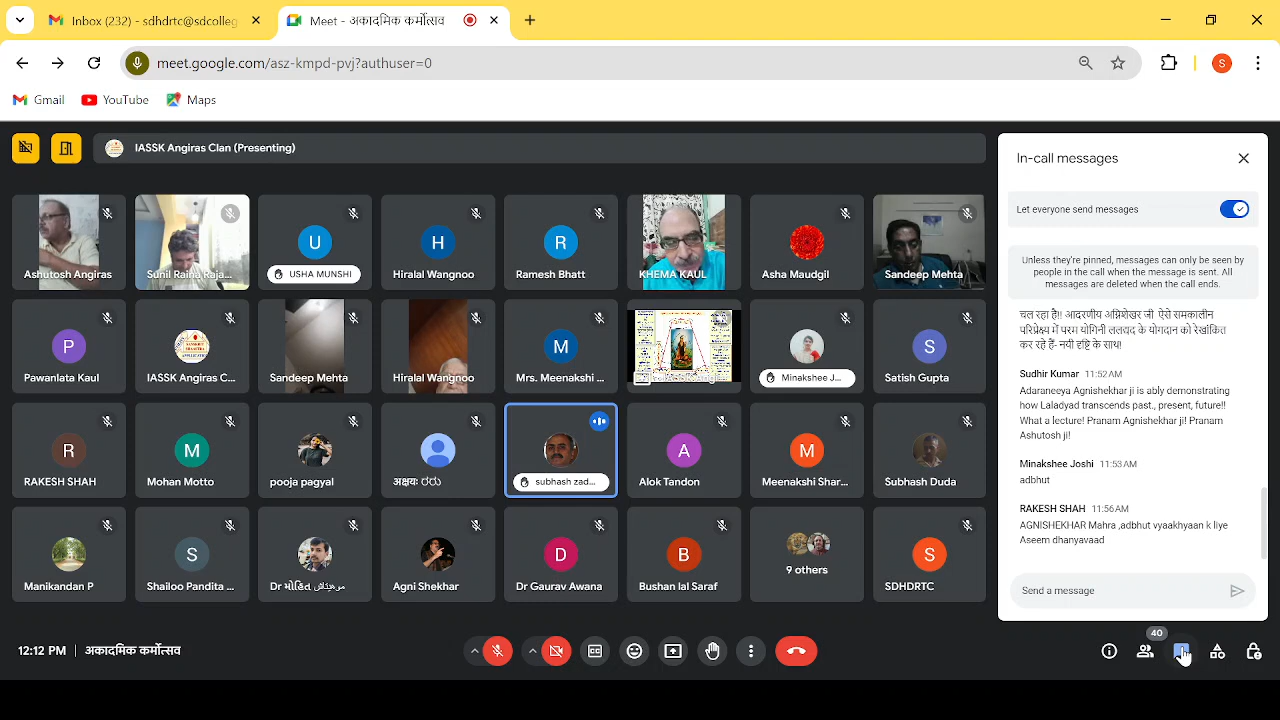 Inbox (232) - sdhdrtc@sdcolleg
Meet - अकादमिक कर्मोत्सव
meet.google.com/asz-kmpd-pvj?authuser=0
S
Gmail
YouTube
Maps
IASSK Angiras Clan (Presenting)
In-call messages
Let everyone send messages
Unless they're pinned, messages can only be seen by
people in the call when the message is sent. All
messages are deleted when the call ends.
चल रहा है!! आदरणीय अग्निशेखर जी ऐसे समकालीन
परिप्रेक्ष्य में परम योगिनी ललद्यद के योगदान को रेखांकित
कर रहे हैं- नयी दृष्टि के साथ!
Sudhir Kumar 11:52 AM
Adaraneeya Agnishekhar ji is ably demonstrating
how Laladyad transcends past., present, future!!
What a lecture! Pranam Agnishekhar ji! Pranam
Ashutosh ji!
Minakshee Joshi 11:53 AM
adbhut
RAKESH SHAH 11:56 AM
AGNISHEKHAR Mahra ,adbhut vyaakhyaan k liye
Aseem dhanyavaad
Send a message
Ashutosh Angiras
Sunil Raina Raja...
U
USHA MUNSHI
H
Hiralal Wangnoo
R
Ramesh Bhatt
KHEMA KAUL
Asha Maudgil
Sandeep Mehta
P
Pawanlata Kaul
IASSK Angiras C...
Sandeep Mehta
Hiralal Wangnoo
M
Mrs. Meenakshi ...
Minakshee J...
S
Satish Gupta
R
RAKESH SHAH
M
Mohan Motto
pooja pagyal
subhash zad...
A
Alok Tandon
M
Meenakshi Shar...
Subhash Duda
Manikandan P
S
Shailoo Pandita ...
Agni Shekhar
D
Dr Gaurav Awana
B
Bushan lal Saraf
9 others
S
SDHDRTC
12:12 PM | अकादमिक कर्मोत्सव
40